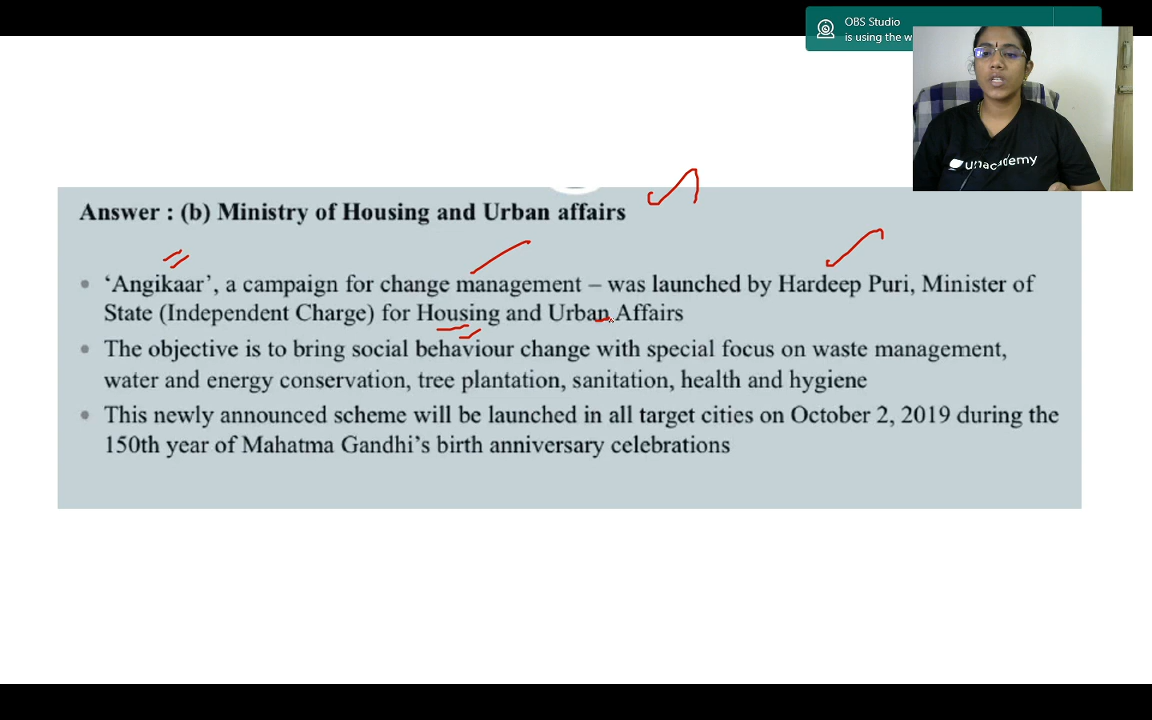 OBS Studio
is using the w
unacademy
Answer : (b) Ministry of Housing and Urban affairs
• ‘Angikaar’, a campaign for change management – was launched by Hardeep Puri, Minister of
State (Independent Charge) for Housing and Urban Affairs
• The objective is to bring social behaviour change with special focus on waste management,
water and energy conservation, tree plantation, sanitation, health and hygiene
• This newly announced scheme will be launched in all target cities on October 2, 2019 during the
150th year of Mahatma Gandhi’s birth anniversary celebrations